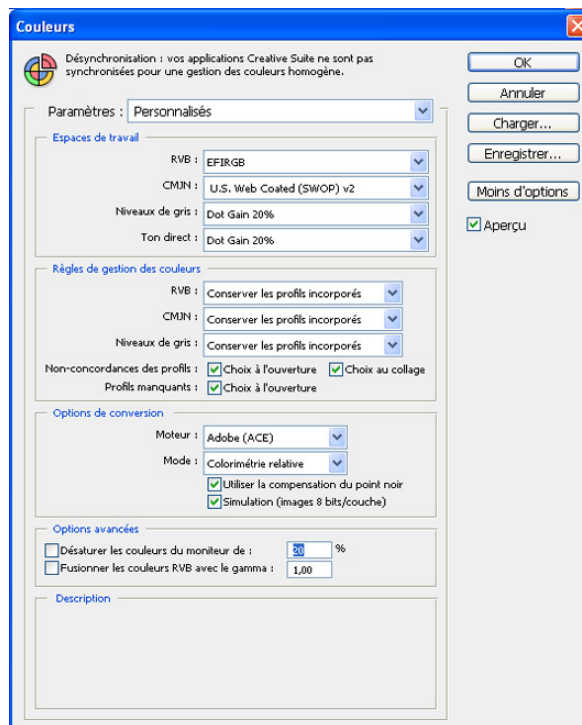 Couleurs
Désynchronisation : vos applications Creative Suite ne sont pas
synchronisées pour une gestion des couleurs homogène.
OK
Annuler
Charger...
Enregistrer...
Moins d'options
Aperçu
Paramètres : Personnalisés
Espaces de travail
RVB : EFIRGB
CMJN : U.S. Web Coated (SWOP) v2
Niveaux de gris : Dot Gain 20%
Ton direct : Dot Gain 20%
Règles de gestion des couleurs
RVB : Conserver les profils incorporés
CMJN : Conserver les profils incorporés
Niveaux de gris : Conserver les profils incorporés
Non-concordances des profils : Choix à l'ouverture Choix au collage
Profils manquants : Choix à l'ouverture
Options de conversion
Moteur : Adobe (ACE)
Mode : Colorimétrie relative
Utiliser la compensation du point noir
Simulation (images 8 bits/couche)
Options avancées
Désaturer les couleurs du moniteur de : 20 %
Fusionner les couleurs RVB avec le gamma : 1,00
Description